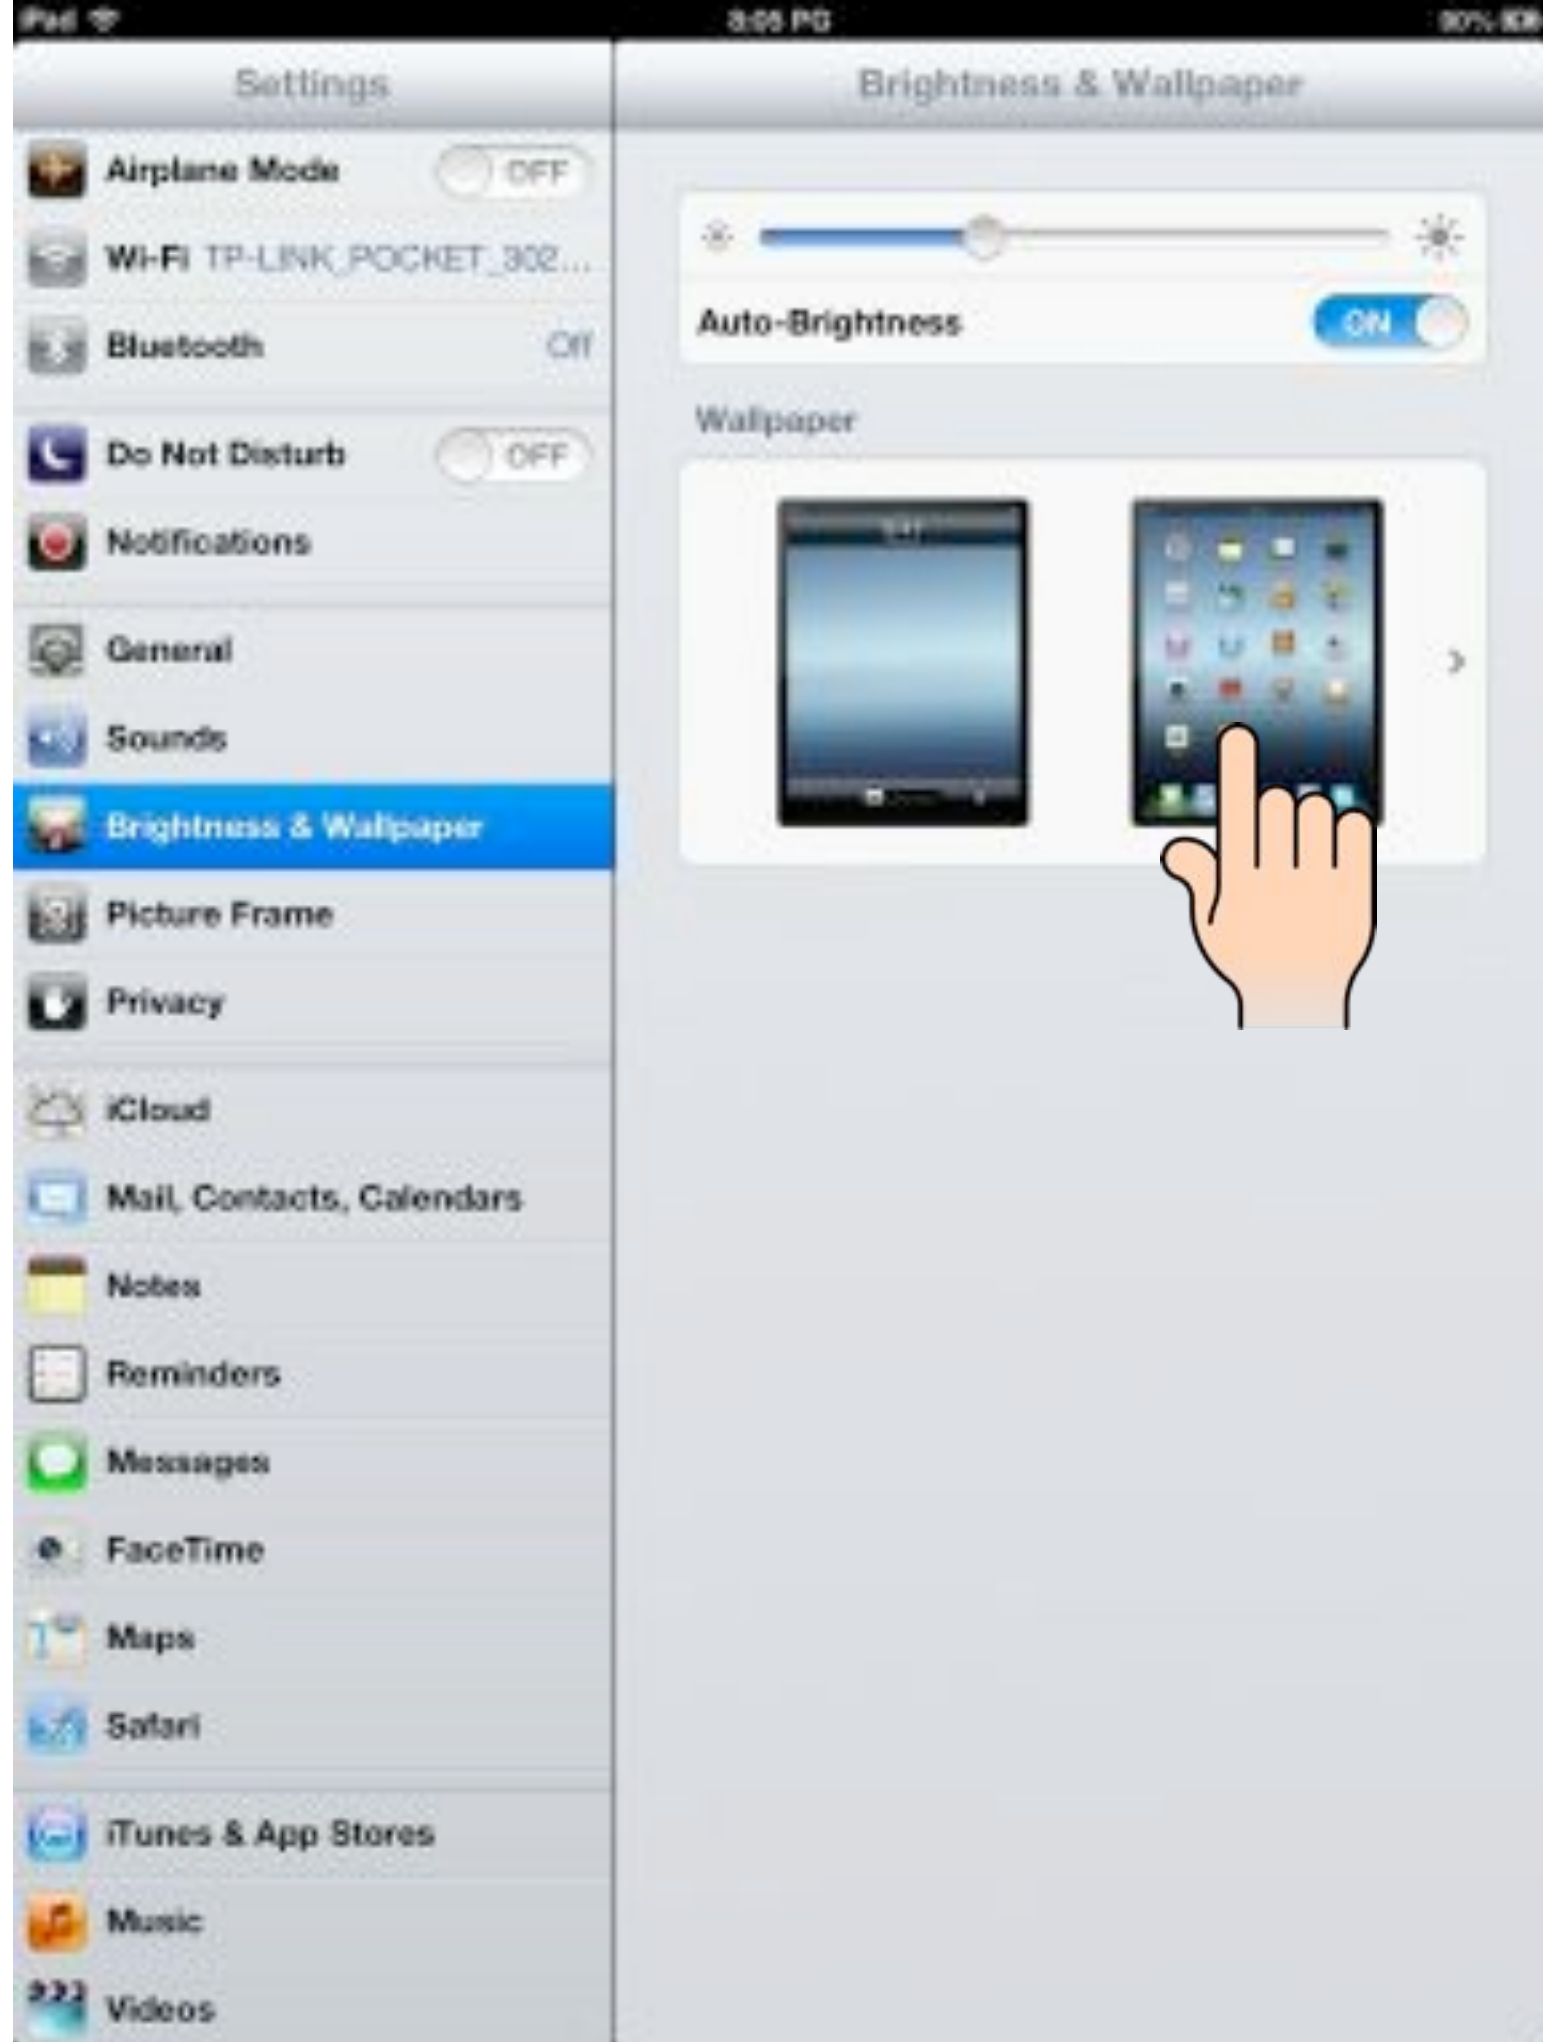 iPad
8:05 PG
90%
Settings
Brightness & Wallpaper
Airplane Mode OFF
Wi-Fi TP-LINK_POCKET_302...
Bluetooth Off
Do Not Disturb OFF
Notifications
General
Sounds
Brightness & Wallpaper
Picture Frame
Privacy
iCloud
Mail, Contacts, Calendars
Notes
Reminders
Messages
FaceTime
Maps
Safari
iTunes & App Stores
Music
Videos
Auto-Brightness ON
Wallpaper